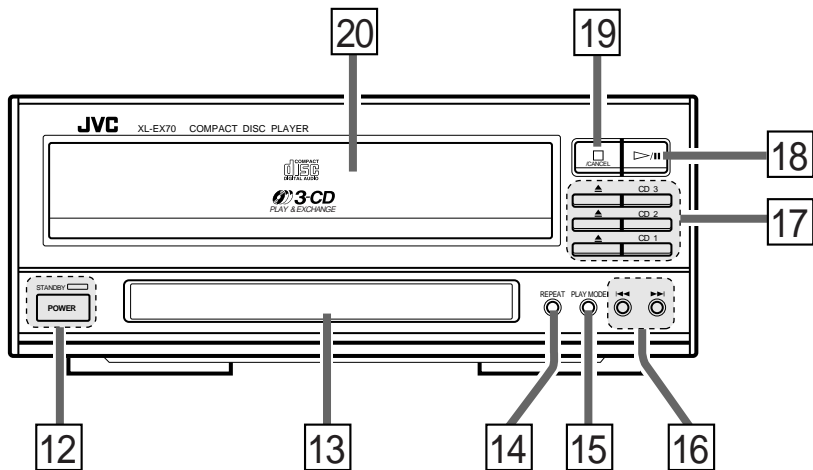 20
19
JVC XL-EX70 COMPACT DISC PLAYER
COMPACT
disc
DIGITAL AUDIO
3-CD
PLAY & EXCHANGE
/CANCEL
18
CD 3
CD 2
CD 1
17
STANDBY
POWER
REPEAT
PLAY MODE
12
13
14
15
16